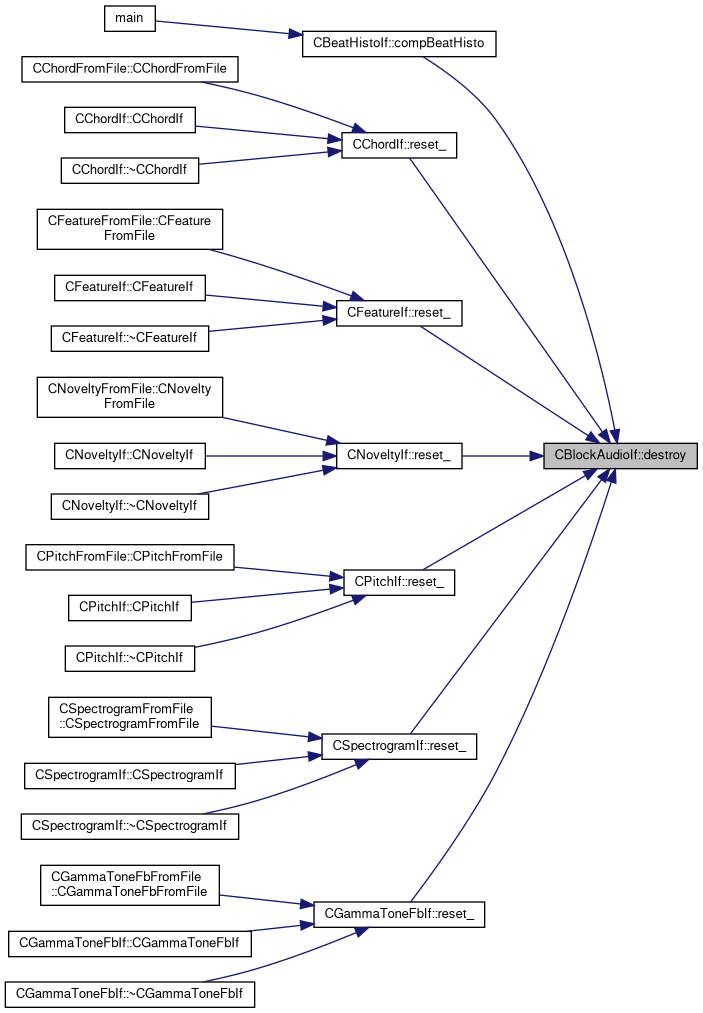 main
CBeatHistoIf::compBeatHisto
CChordFromFile::CChordFromFile
CChordIf::CChordIf
CChordIf::reset_
CChordIf::~CChordIf
CFeatureFromFile::CFeature
FromFile
CFeatureIf::CFeatureIf
CFeatureIf::reset_
CFeatureIf::~CFeatureIf
CNoveltyFromFile::CNovelty
FromFile
CNoveltyIf::CNoveltyIf
CNoveltyIf::reset_
CBlockAudioIf::destroy
CNoveltyIf::~CNoveltyIf
CPitchFromFile::CPitchFromFile
CPitchIf::CPitchIf
CPitchIf::reset_
CPitchIf::~CPitchIf
CSpectrogramFromFile
::CSpectrogramFromFile
CSpectrogramIf::reset_
CSpectrogramIf::CSpectrogramIf
CSpectrogramIf::~CSpectrogramIf
CGammaToneFbFromFile
::CGammaToneFbFromFile
CGammaToneFbIf::reset_
CGammaToneFbIf::CGammaToneFbIf
CGammaToneFbIf::~CGammaToneFbIf